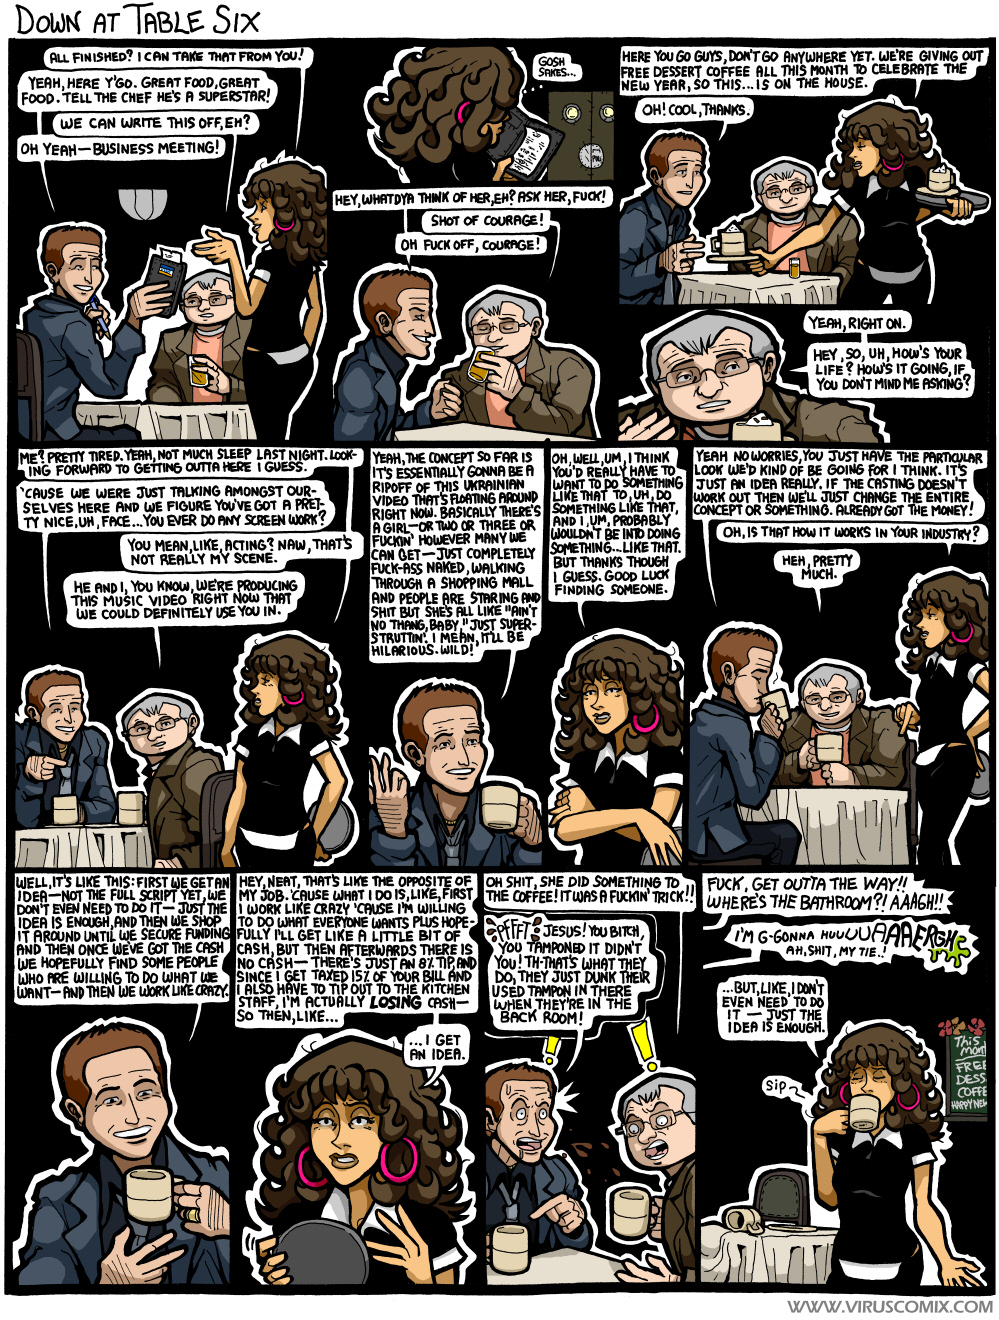 DOWN AT TABLE SIX
ALL FINISHED? I CAN TAKE THAT FROM YOU!
YEAH, HERE Y'GO. GREAT FOOD, GREAT
FOOD. TELL THE CHEF HE'S A SUPERSTAR!
WE CAN WRITE THIS OFF, EH?
OH YEAH—BUSINESS MEETING!
GOSH
SAKES...
HEY, WHATDYA THINK OF HER, EH? ASK HER, FUCK!
SHOT OF COURAGE!
OH FUCK OFF, COURAGE!
HERE YOU GO GUYS, DON'T GO ANYWHERE YET. WE'RE GIVING OUT
FREE DESSERT COFFEE ALL THIS MONTH TO CELEBRATE THE
NEW YEAR, SO THIS...IS ON THE HOUSE.
OH! COOL, THANKS.
YEAH, RIGHT ON.
HEY, SO, UH, HOW'S YOUR
LIFE? HOW'S IT GOING, IF
YOU DON'T MIND ME ASKING?
ME? PRETTY TIRED. YEAH, NOT MUCH SLEEP LAST NIGHT. LOOK-
ING FORWARD TO GETTING OUTTA HERE I GUESS.
'CAUSE WE WERE JUST TALKING AMONGST OUR-
SELVES HERE AND WE FIGURE YOU'VE GOT A PRET-
TY NICE, UH, FACE...YOU EVER DO ANY SCREEN WORK?
YOU MEAN, LIKE, ACTING? NAW, THAT'S
NOT REALLY MY SCENE.
HE AND I, YOU KNOW, WE'RE PRODUCING
THIS MUSIC VIDEO RIGHT NOW THAT
WE COULD DEFINITELY USE YOU IN.
YEAH, THE CONCEPT SO FAR IS
IT'S ESSENTIALLY GONNA BE A
RIPOFF OF THIS UKRAINIAN
VIDEO THAT'S FLOATING AROUND
RIGHT NOW. BASICALLY THERE'S
A GIRL—OR TWO OR THREE OR
FUCKIN' HOWEVER MANY WE
CAN GET—JUST COMPLETELY
FUCK-ASS NAKED, WALKING
THROUGH A SHOPPING MALL
AND PEOPLE ARE STARING AND
SHIT BUT SHE'S ALL LIKE "AIN'T
NO THANG, BABY," JUST SUPER-
STRUTTIN'. I MEAN, IT'LL BE
HILARIOUS. WILD!
OH, WELL, UM, I THINK
YOU'D REALLY HAVE TO
WANT TO DO SOMETHING
LIKE THAT TO, UH, DO
SOMETHING LIKE THAT,
AND I, UM, PROBABLY
WOULDN'T BE INTO DOING
SOMETHING...LIKE THAT.
BUT THANKS THOUGH
I GUESS. GOOD LUCK
FINDING SOMEONE.
YEAH NO WORRIES, YOU JUST HAVE THE PARTICULAR
LOOK WE'D KIND OF BE GOING FOR I THINK. IT'S
JUST AN IDEA REALLY. IF THE CASTING DOESN'T
WORK OUT THEN WE'LL JUST CHANGE THE ENTIRE
CONCEPT OR SOMETHING. ALREADY GOT THE MONEY!
OH, IS THAT HOW IT WORKS IN YOUR INDUSTRY?
HEH, PRETTY
MUCH.
WELL, IT'S LIKE THIS: FIRST WE GET AN
IDEA—NOT THE FULL SCRIPT YET, WE
DON'T EVEN NEED TO DO IT—JUST THE
IDEA IS ENOUGH, AND THEN WE SHOP
IT AROUND UNTIL WE SECURE FUNDING
AND THEN ONCE WE'VE GOT THE CASH
WE HOPEFULLY FIND SOME PEOPLE
WHO ARE WILLING TO DO WHAT WE
WANT—AND THEN WE WORK LIKE CRAZY.
HEY, NEAT, THAT'S LIKE THE OPPOSITE OF
MY JOB. 'CAUSE WHAT I DO IS, LIKE, FIRST
I WORK LIKE CRAZY 'CAUSE I'M WILLING
TO DO WHAT EVERYONE WANTS PLUS HOPE-
FULLY I'LL GET LIKE A LITTLE BIT OF
CASH, BUT THEN AFTERWARDS THERE IS
NO CASH—THERE'S JUST AN 8% TIP, AND
SINCE I GET TAXED 15% OF YOUR BILL AND
I ALSO HAVE TO TIP OUT TO THE KITCHEN
STAFF, I'M ACTUALLY LOSING CASH—
SO THEN, LIKE...
...I GET
AN IDEA.
OH SHIT, SHE DID SOMETHING TO
THE COFFEE! IT WAS A FUCKIN' TRICK!!
PFFT! JESUS! YOU BITCH,
YOU TAMPONED IT DIDN'T
YOU! TH-THAT'S WHAT THEY
DO, THEY JUST DUNK THEIR
USED TAMPON IN THERE
WHEN THEY'RE IN THE
BACK ROOM!
FUCK, GET OUTTA THE WAY!!
WHERE'S THE BATHROOM?! AAAGH!!
I'M G-GONNA HUUUUUAAAAERGH
AH, SHIT, MY TIE..!
...BUT, LIKE, I DON'T
EVEN NEED TO DO
IT — JUST THE
IDEA IS ENOUGH.
SIP
THIS
MONT
FREE
DESS
COFFE
HAPPY NEW
WWW.VIRUSCOMIX.COM